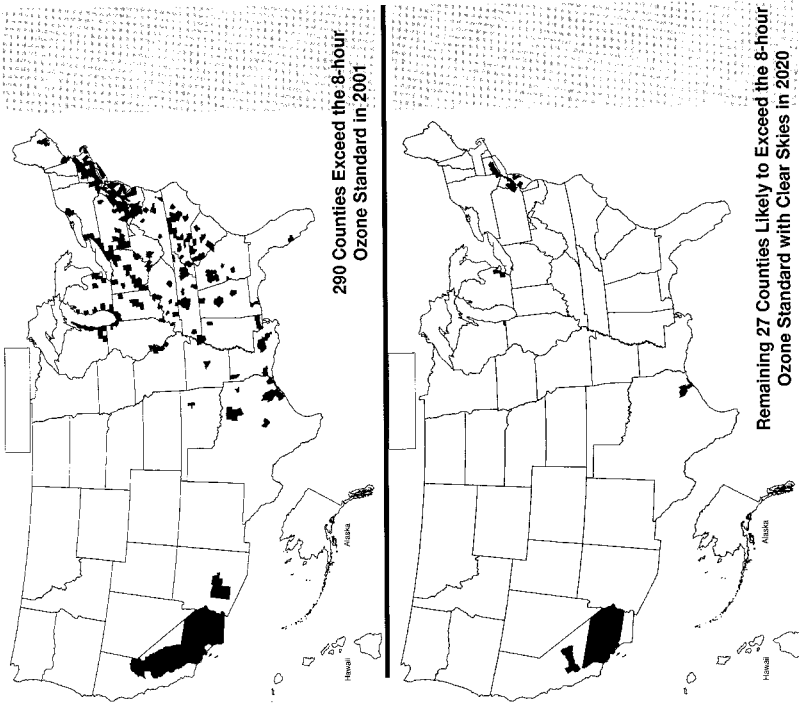 290 Counties Exceed the 8-hour
Ozone Standard in 2001
Alaska
Hawaii
Remaining 27 Counties Likely to Exceed the 8-hour
Ozone Standard with Clear Skies in 2020
Alaska
Hawaii